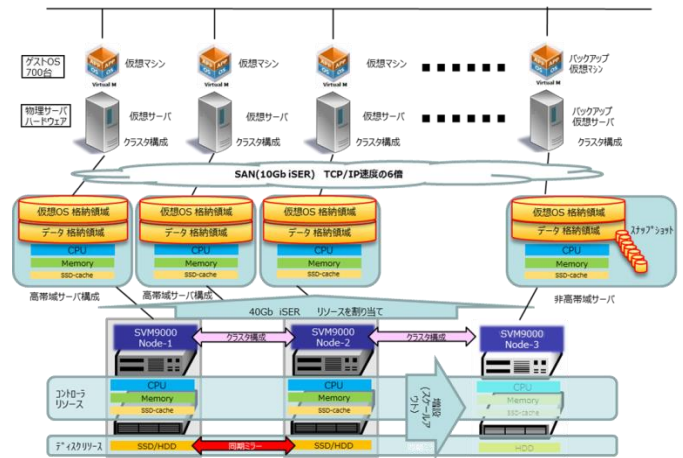 ゲストOS
700台
仮想マシン
仮想マシン
仮想マシン
バックアップ
仮想マシン
Virtual M
Virtual M
Virtual M
Virtual M
物理サーバ
ハードウェア
仮想サーバ
仮想サーバ
仮想サーバ
バックアップ
仮想サーバ
クラスタ構成
クラスタ構成
クラスタ構成
クラスタ構成
SAN(10Gb iSER) TCP/IP速度の6倍
仮想OS 格納領域
データ 格納領域
CPU
Memory
SSD-cache
仮想OS 格納領域
データ 格納領域
CPU
Memory
SSD-cache
仮想OS 格納領域
データ 格納領域
CPU
Memory
SSD-cache
仮想OS 格納領域
データ 格納領域
CPU
Memory
SSD-cache
スナップショット
高帯域サーバ構成
高帯域サーバ構成
非高帯域サーバ
40Gb iSER リソースを割り当て
SVM9000
Node-1
クラスタ構成
SVM9000
Node-2
クラスタ構成
SVM9000
Node-3
コントローラ
リソース
CPU
Memory
SSD-cache
CPU
Memory
SSD-cache
増設
(スケールアウト)
CPU
Memory
SSD-cache
ディスクリソース
SSD/HDD
同期ミラー
SSD/HDD
同期ミラー
HDD